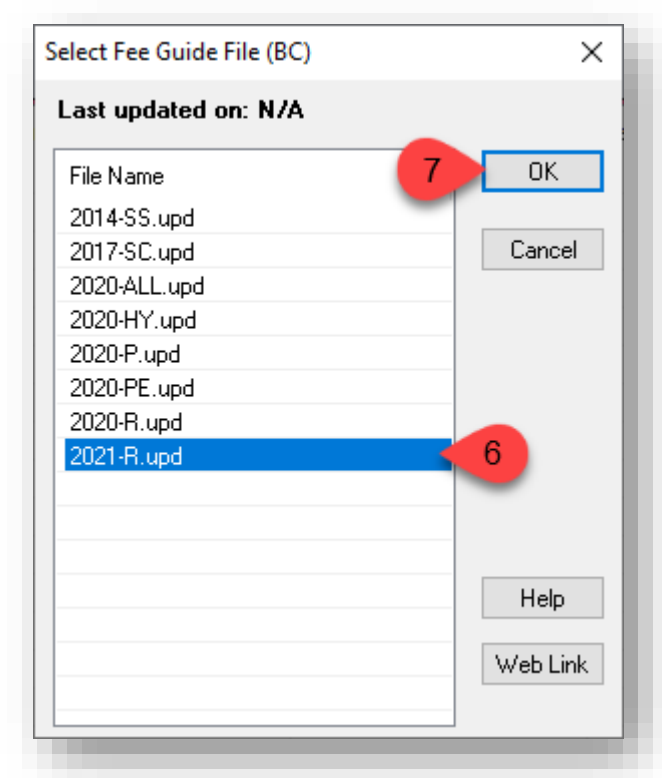 Select Fee Guide File (BC)
Last updated on: N/A
File Name
7
OK
2014-SS.upd
2017-SC.upd
Cancel
2020-ALL.upd
2020-HY.upd
2020-P.upd
2020-PE.upd
2020-R.upd
2021-R.upd
6
Help
Web Link